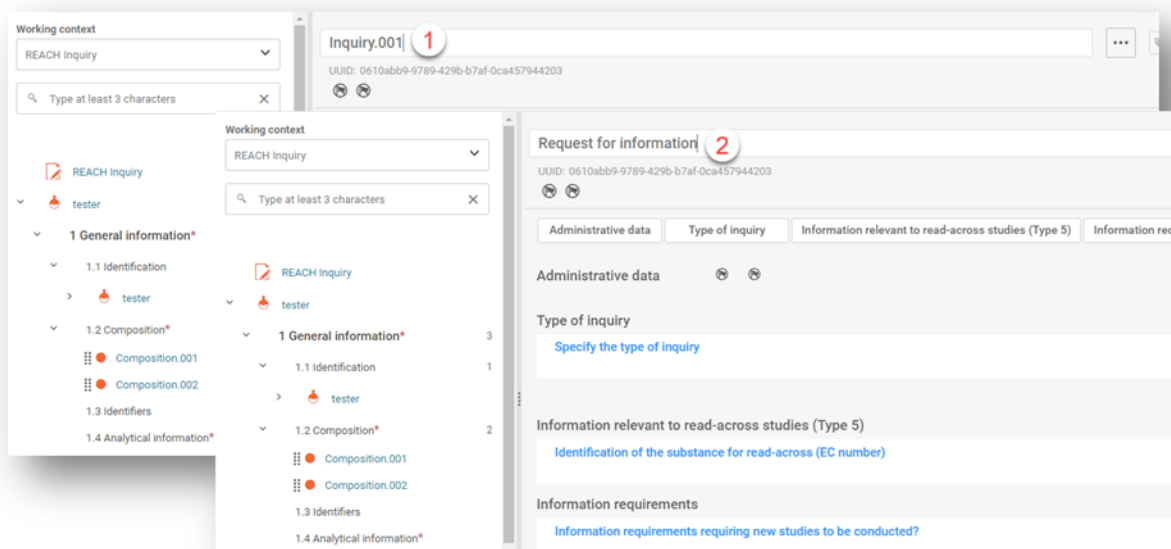 Working context
REACH Inquiry
Type at least 3 characters
REACH Inquiry
tester
1 General information*
1.1 Identification
tester
1.2 Composition*
Composition.001
Composition.002
1.3 Identifiers
1.4 Analytical information*
Inquiry.001
1
UUID: 0610abb9-9789-429b-b7af-0ca457944203
Working context
REACH Inquiry
Type at least 3 characters
REACH Inquiry
tester
1 General information* 3
1.1 Identification 1
tester
1.2 Composition* 2
Composition.001
Composition.002
1.3 Identifiers
1.4 Analytical information*
Request for information
2
UUID: 0610abb9-9789-429b-b7af-0ca457944203
Administrative data Type of inquiry Information relevant to read-across studies (Type 5) Information rec
Administrative data
Type of inquiry
Specify the type of inquiry
Information relevant to read-across studies (Type 5)
Identification of the substance for read-across (EC number)
Information requirements
Information requirements requiring new studies to be conducted?